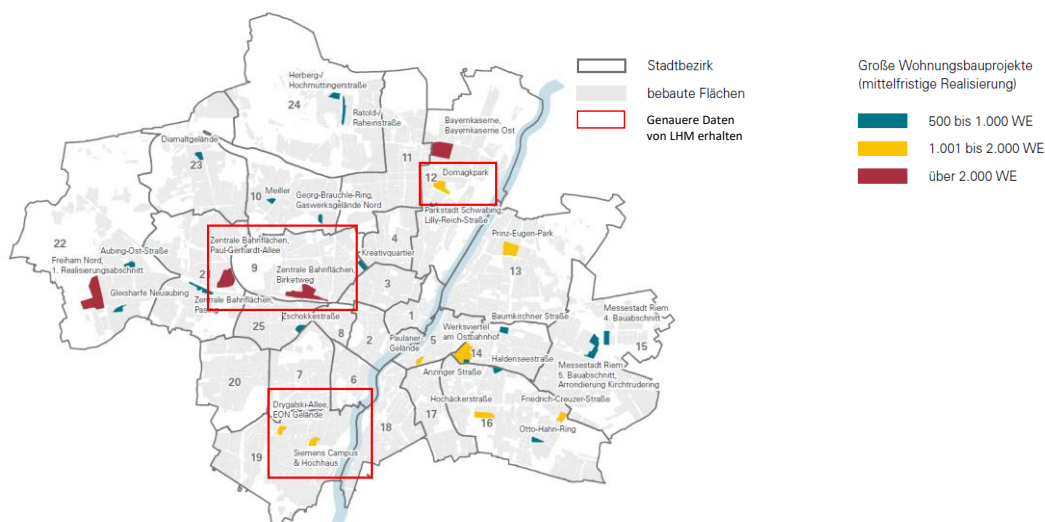 Herberg-/
Hochmuttingerstraße
24
Ratold-/
Raheinstraße
Bayernkaserne,
Bayernkaserne Ost
Diamaltgelände
23
11
12
Domagkpark
10
Meiller
Georg-Brauchle-Ring,
Gaswerksgelände Nord
Parkstadt Schwabing,
Lilly-Reich-Straße
22
Aubing-Ost-Straße
Freiham Nord,
1. Realisierungsabschnitt
Gleisharfe Neuaubing
Zentrale Bahnflächen,
Paul-Gerhardt-Allee
9
Zentrale Bahnflächen,
Birketweg
Zentrale Bahnflächen,
Pasing
4
Kreativquartier
3
Prinz-Eugen-Park
13
25
Zschokkestraße
8
2
1
Paulaner-
Gelände
5
Werksviertel
am Ostbahnhof
14
Baumkirchner Straße
Messestadt Riem
4. Bauabschnitt
15
Anzinger Straße
Haldenseestraße
Messestadt Riem
5. Bauabschnitt,
Arrondierung Kirchtrudering
20
7
6
Hochäckerstraße
Friedrich-Creuzer-Straße
16
17
18
Otto-Hahn-Ring
Drygalski-Allee,
EON Gelände
19
Siemens Campus
& Hochhaus
Stadtbezirk
bebaute Flächen
Genauere Daten
von LHM erhalten
Große Wohnungsbauprojekte
(mittelfristige Realisierung)
500 bis 1.000 WE
1.001 bis 2.000 WE
über 2.000 WE